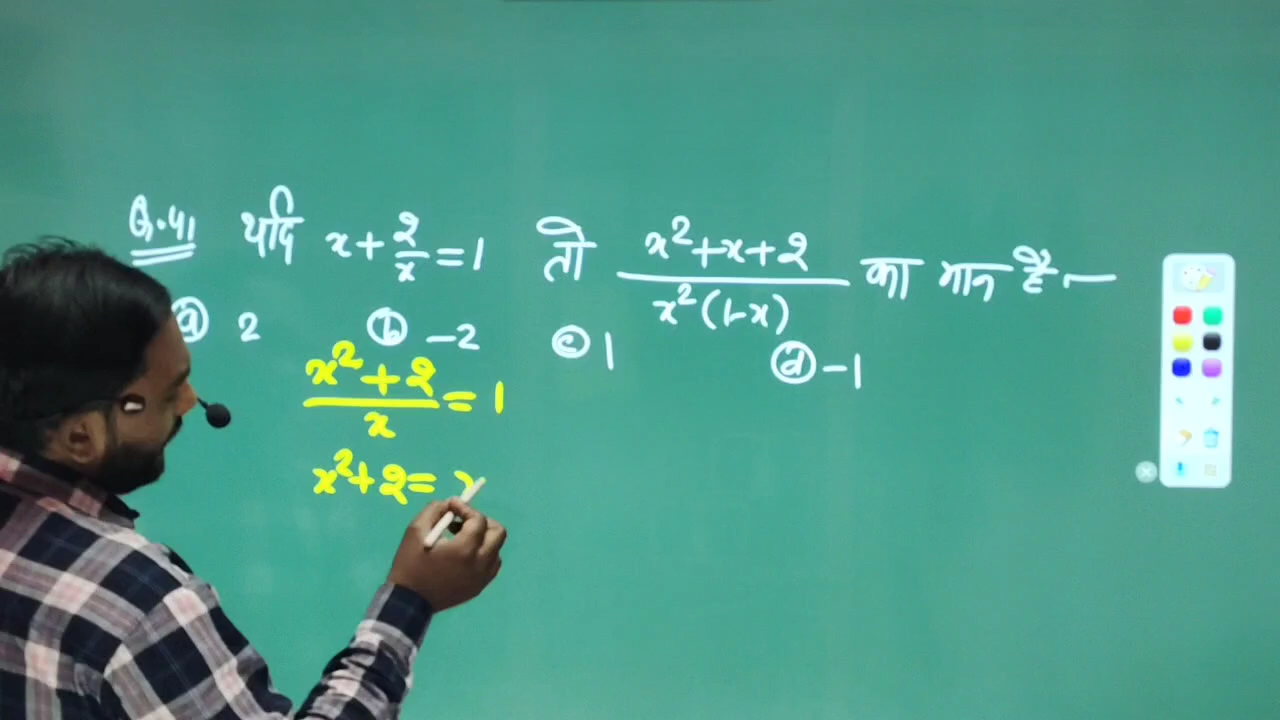 Q.41 यदि x + 2/x = 1 तो (x² + x + 2)/(x²(1-x)) का मान है :—
(a) 2 (b) -2 (c) 1 (d) -1
(x² + 2)/x = 1
x² + 2 = x